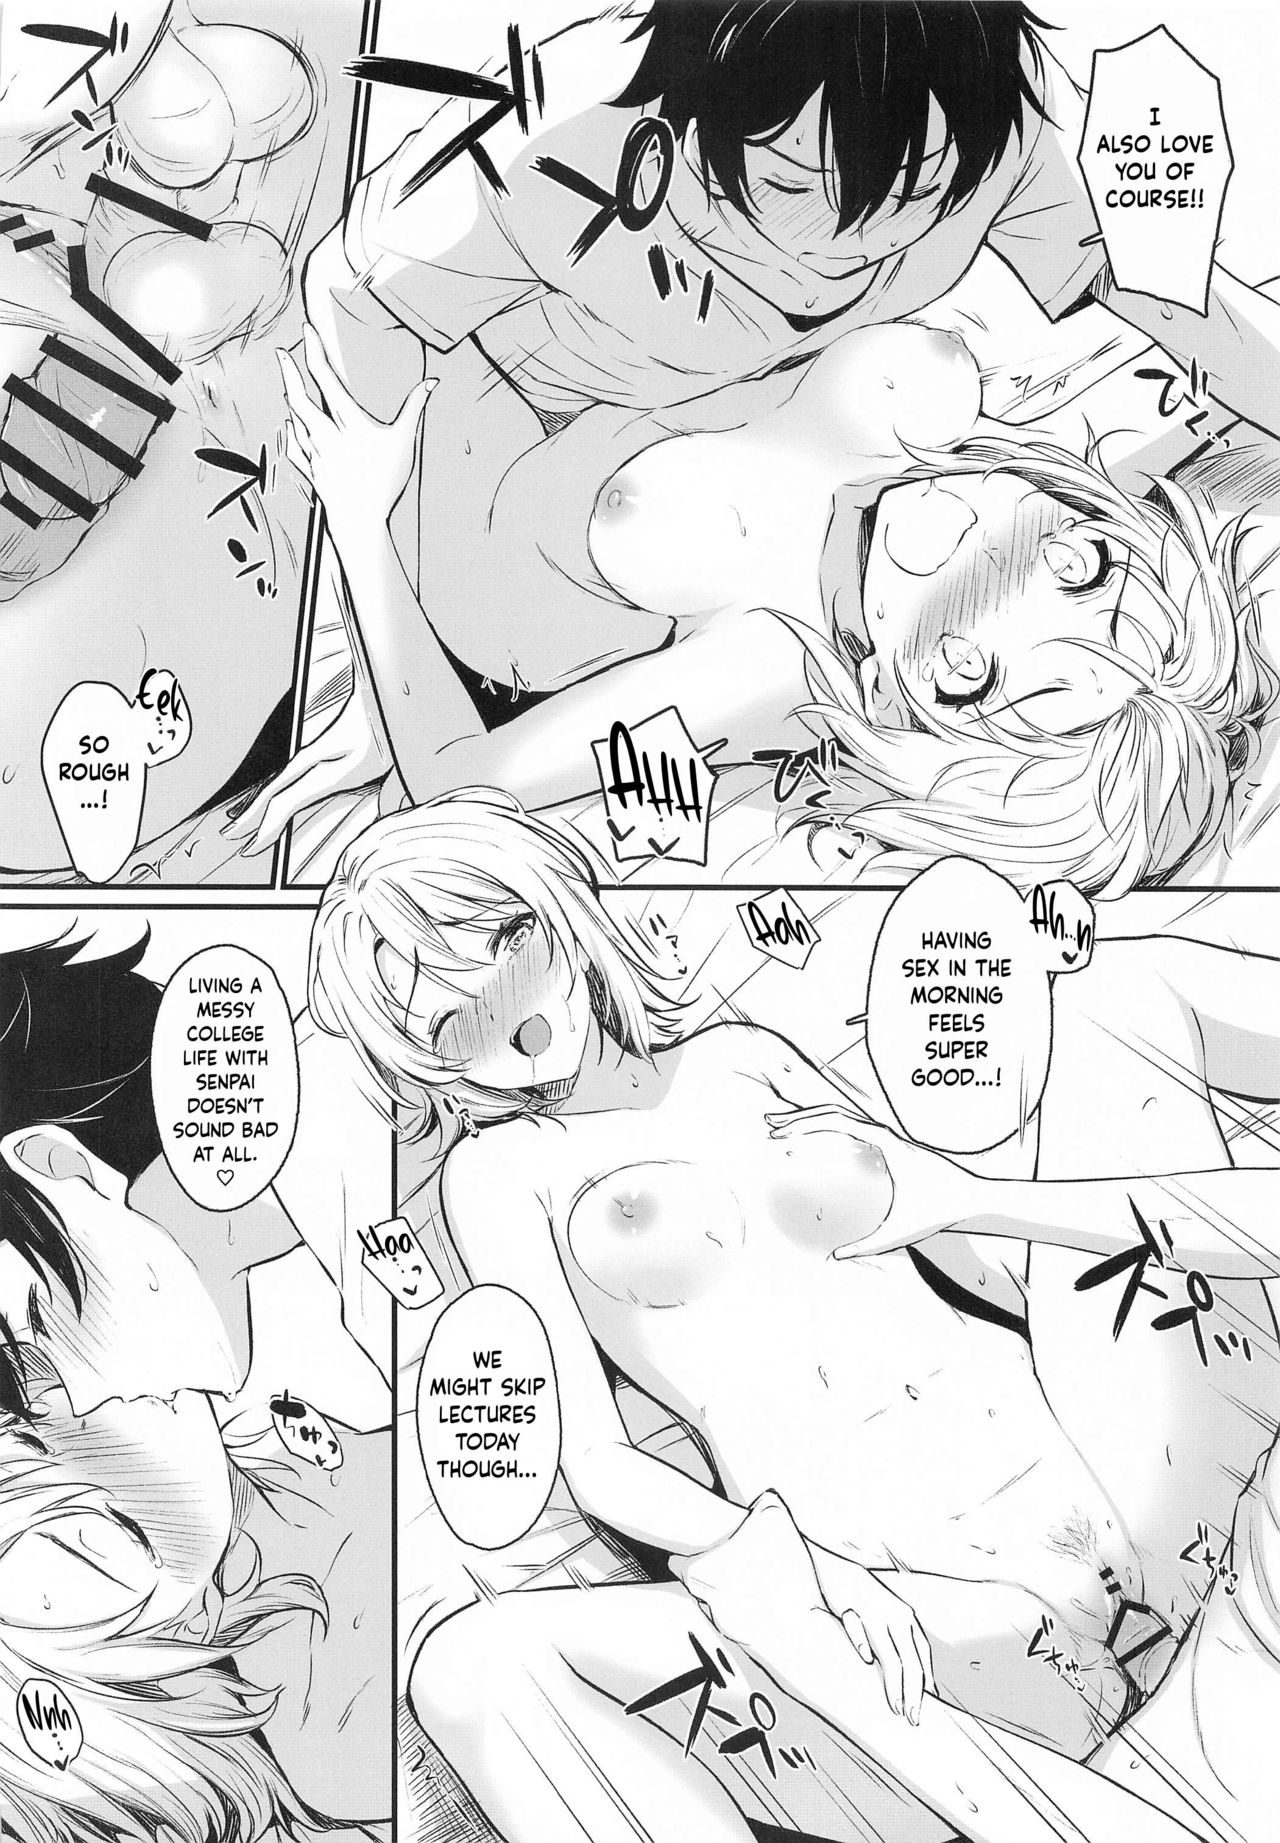 I
ALSO LOVE
YOU OF
COURSE!!
AHH
Eek
SO
ROUGH
...!
Ah...n
HAVING
SEX IN THE
MORNING
FEELS
SUPER
GOOD...!
Aah
LIVING A
MESSY
COLLEGE
LIFE WITH
SENPAI
DOESN'T
SOUND BAD
AT ALL.
♡
Haa
WE
MIGHT SKIP
LECTURES
TODAY
THOUGH...
Nnh